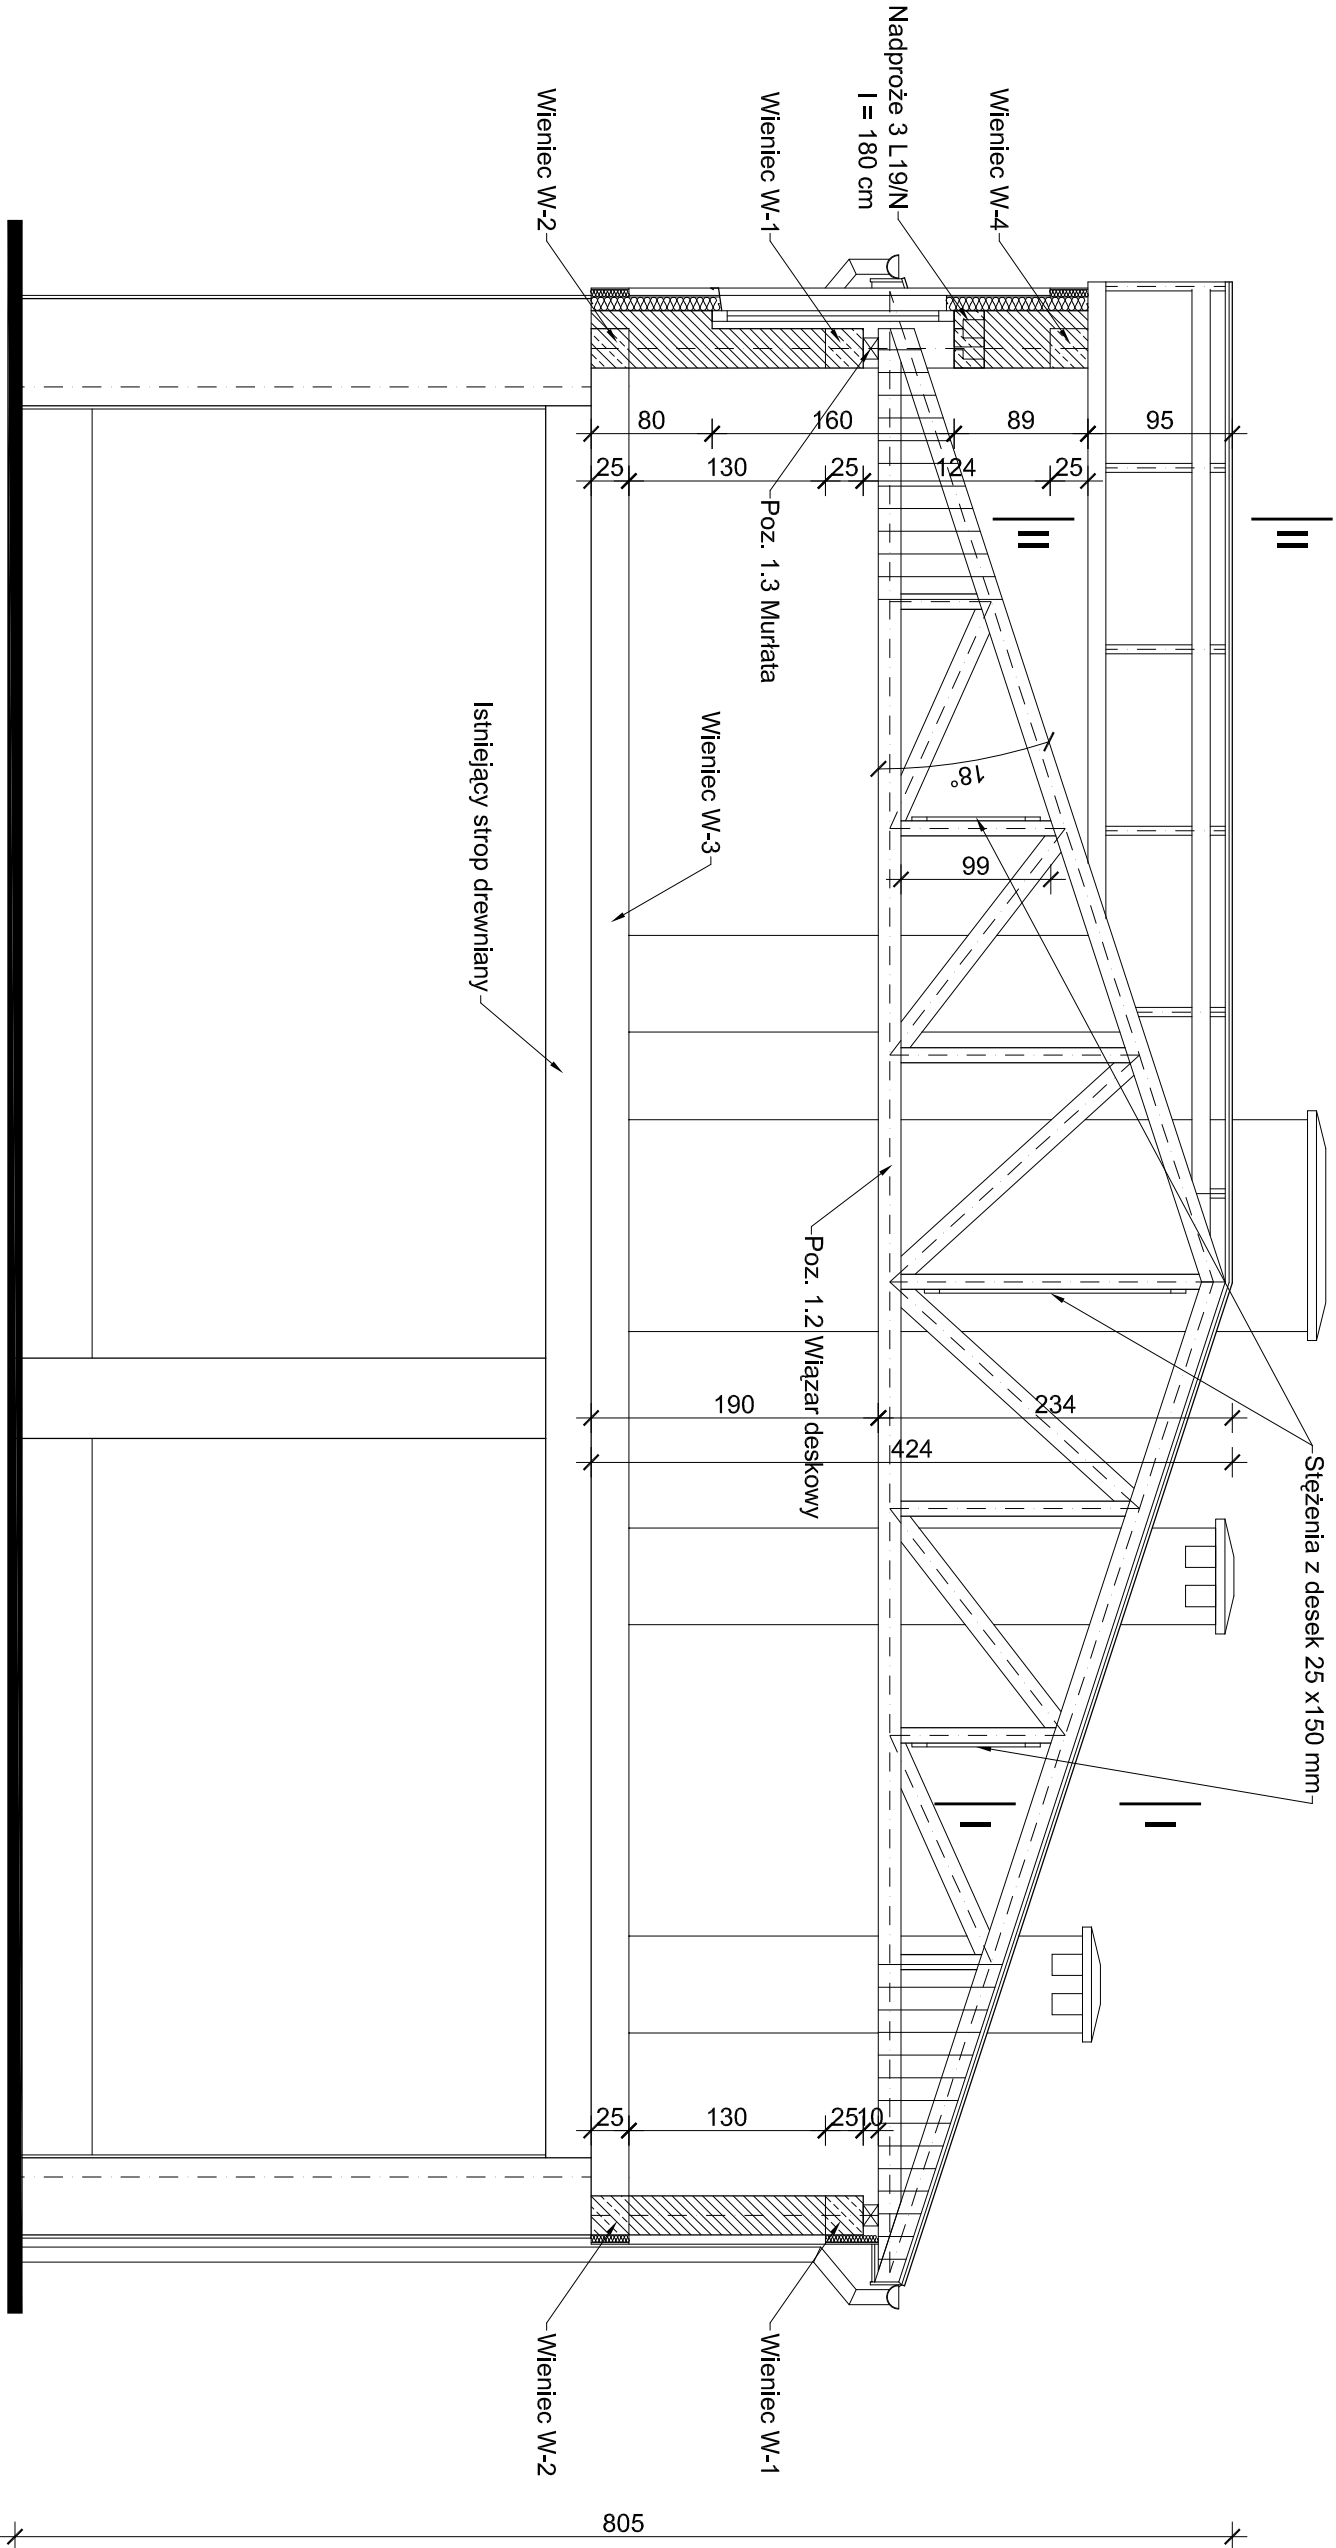 Nadproże 3 L19/N
l = 180 cm
Wieniec W-4
Wieniec W-1
Wieniec W-2
80
160
89
95
25
130
25
124
25
Poz. 1.3 Murłata
II
II
18°
99
Wieniec W-3
Istniejący strop drewniany
Poz. 1.2 Wiązar deskowy
190
234
424
Stężenia z desek 25 x150 mm
I
I
25
130
25
10
Wieniec W-2
Wieniec W-1
805